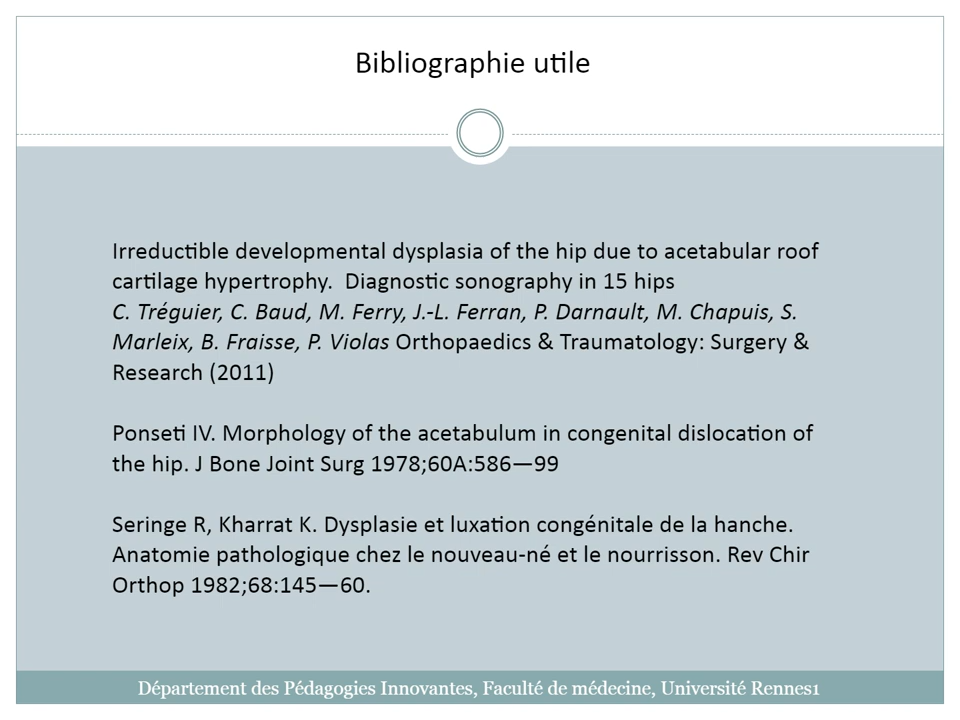 Bibliographie utile
Irreductible developmental dysplasia of the hip due to acetabular roof
cartilage hypertrophy.  Diagnostic sonography in 15 hips
C. Tréguier, C. Baud, M. Ferry, J.-L. Ferran, P. Darnault, M. Chapuis, S.
Marleix, B. Fraisse, P. Violas Orthopaedics & Traumatology: Surgery &
Research (2011)
Ponseti IV. Morphology of the acetabulum in congenital dislocation of
the hip. J Bone Joint Surg 1978;60A:586—99
Seringe R, Kharrat K. Dysplasie et luxation congénitale de la hanche.
Anatomie pathologique chez le nouveau-né et le nourrisson. Rev Chir
Orthop 1982;68:145—60.
Département des Pédagogies Innovantes, Faculté de médecine, Université Rennes1